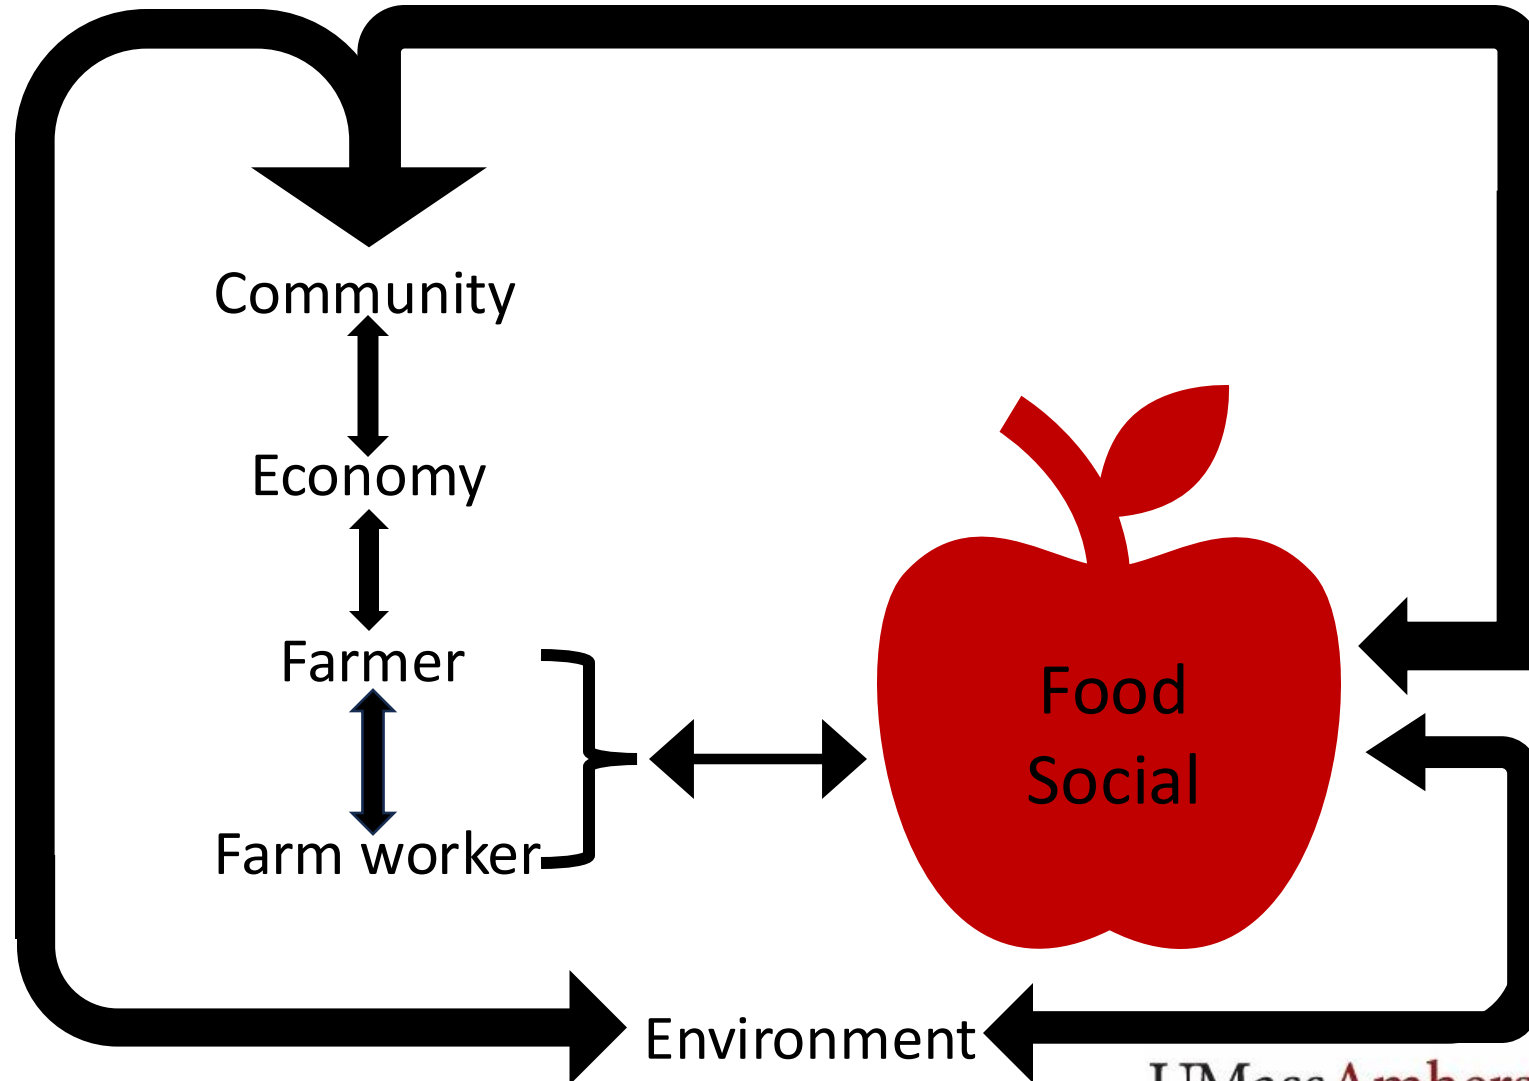 Community
Economy
Farmer
Food
Social
Farm worker
Environment